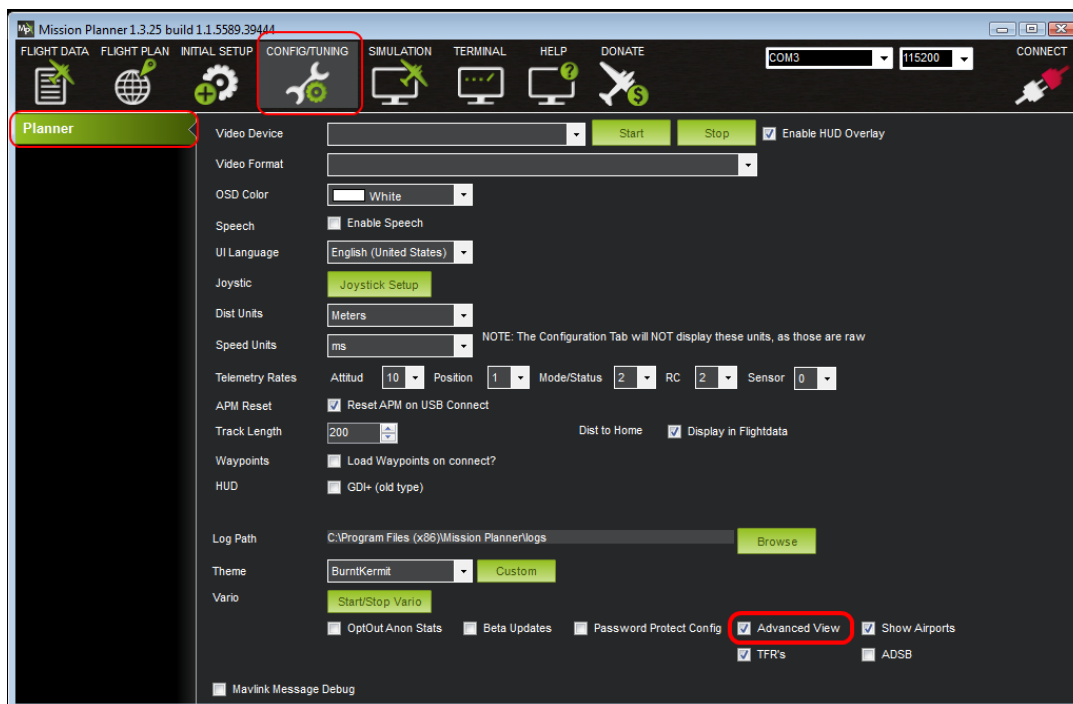 Mission Planner 1.3.25 build 1.1.5589.39444
FLIGHT DATA FLIGHT PLAN INITIAL SETUP CONFIG/TUNING SIMULATION TERMINAL HELP DONATE COM3 115200 CONNECT
Planner
Video Device Start Stop Enable HUD Overlay
Video Format
OSD Color White
Speech Enable Speech
UI Language English (United States)
Joystic Joystick Setup
Dist Units Meters
Speed Units ms NOTE: The Configuration Tab will NOT display these units, as those are raw
Telemetry Rates Attitud 10 Position 1 Mode/Status 2 RC 2 Sensor 0
APM Reset Reset APM on USB Connect
Track Length 200 Dist to Home Display in Flightdata
Waypoints Load Waypoints on connect?
HUD GDI+ (old type)
Log Path C:\Program Files (x86)\Mission Planner\logs Browse
Theme BurntKermit Custom
Vario Start/Stop Vario
OptOut Anon Stats Beta Updates Password Protect Config Advanced View Show Airports
TFR's ADSB
Mavlink Message Debug